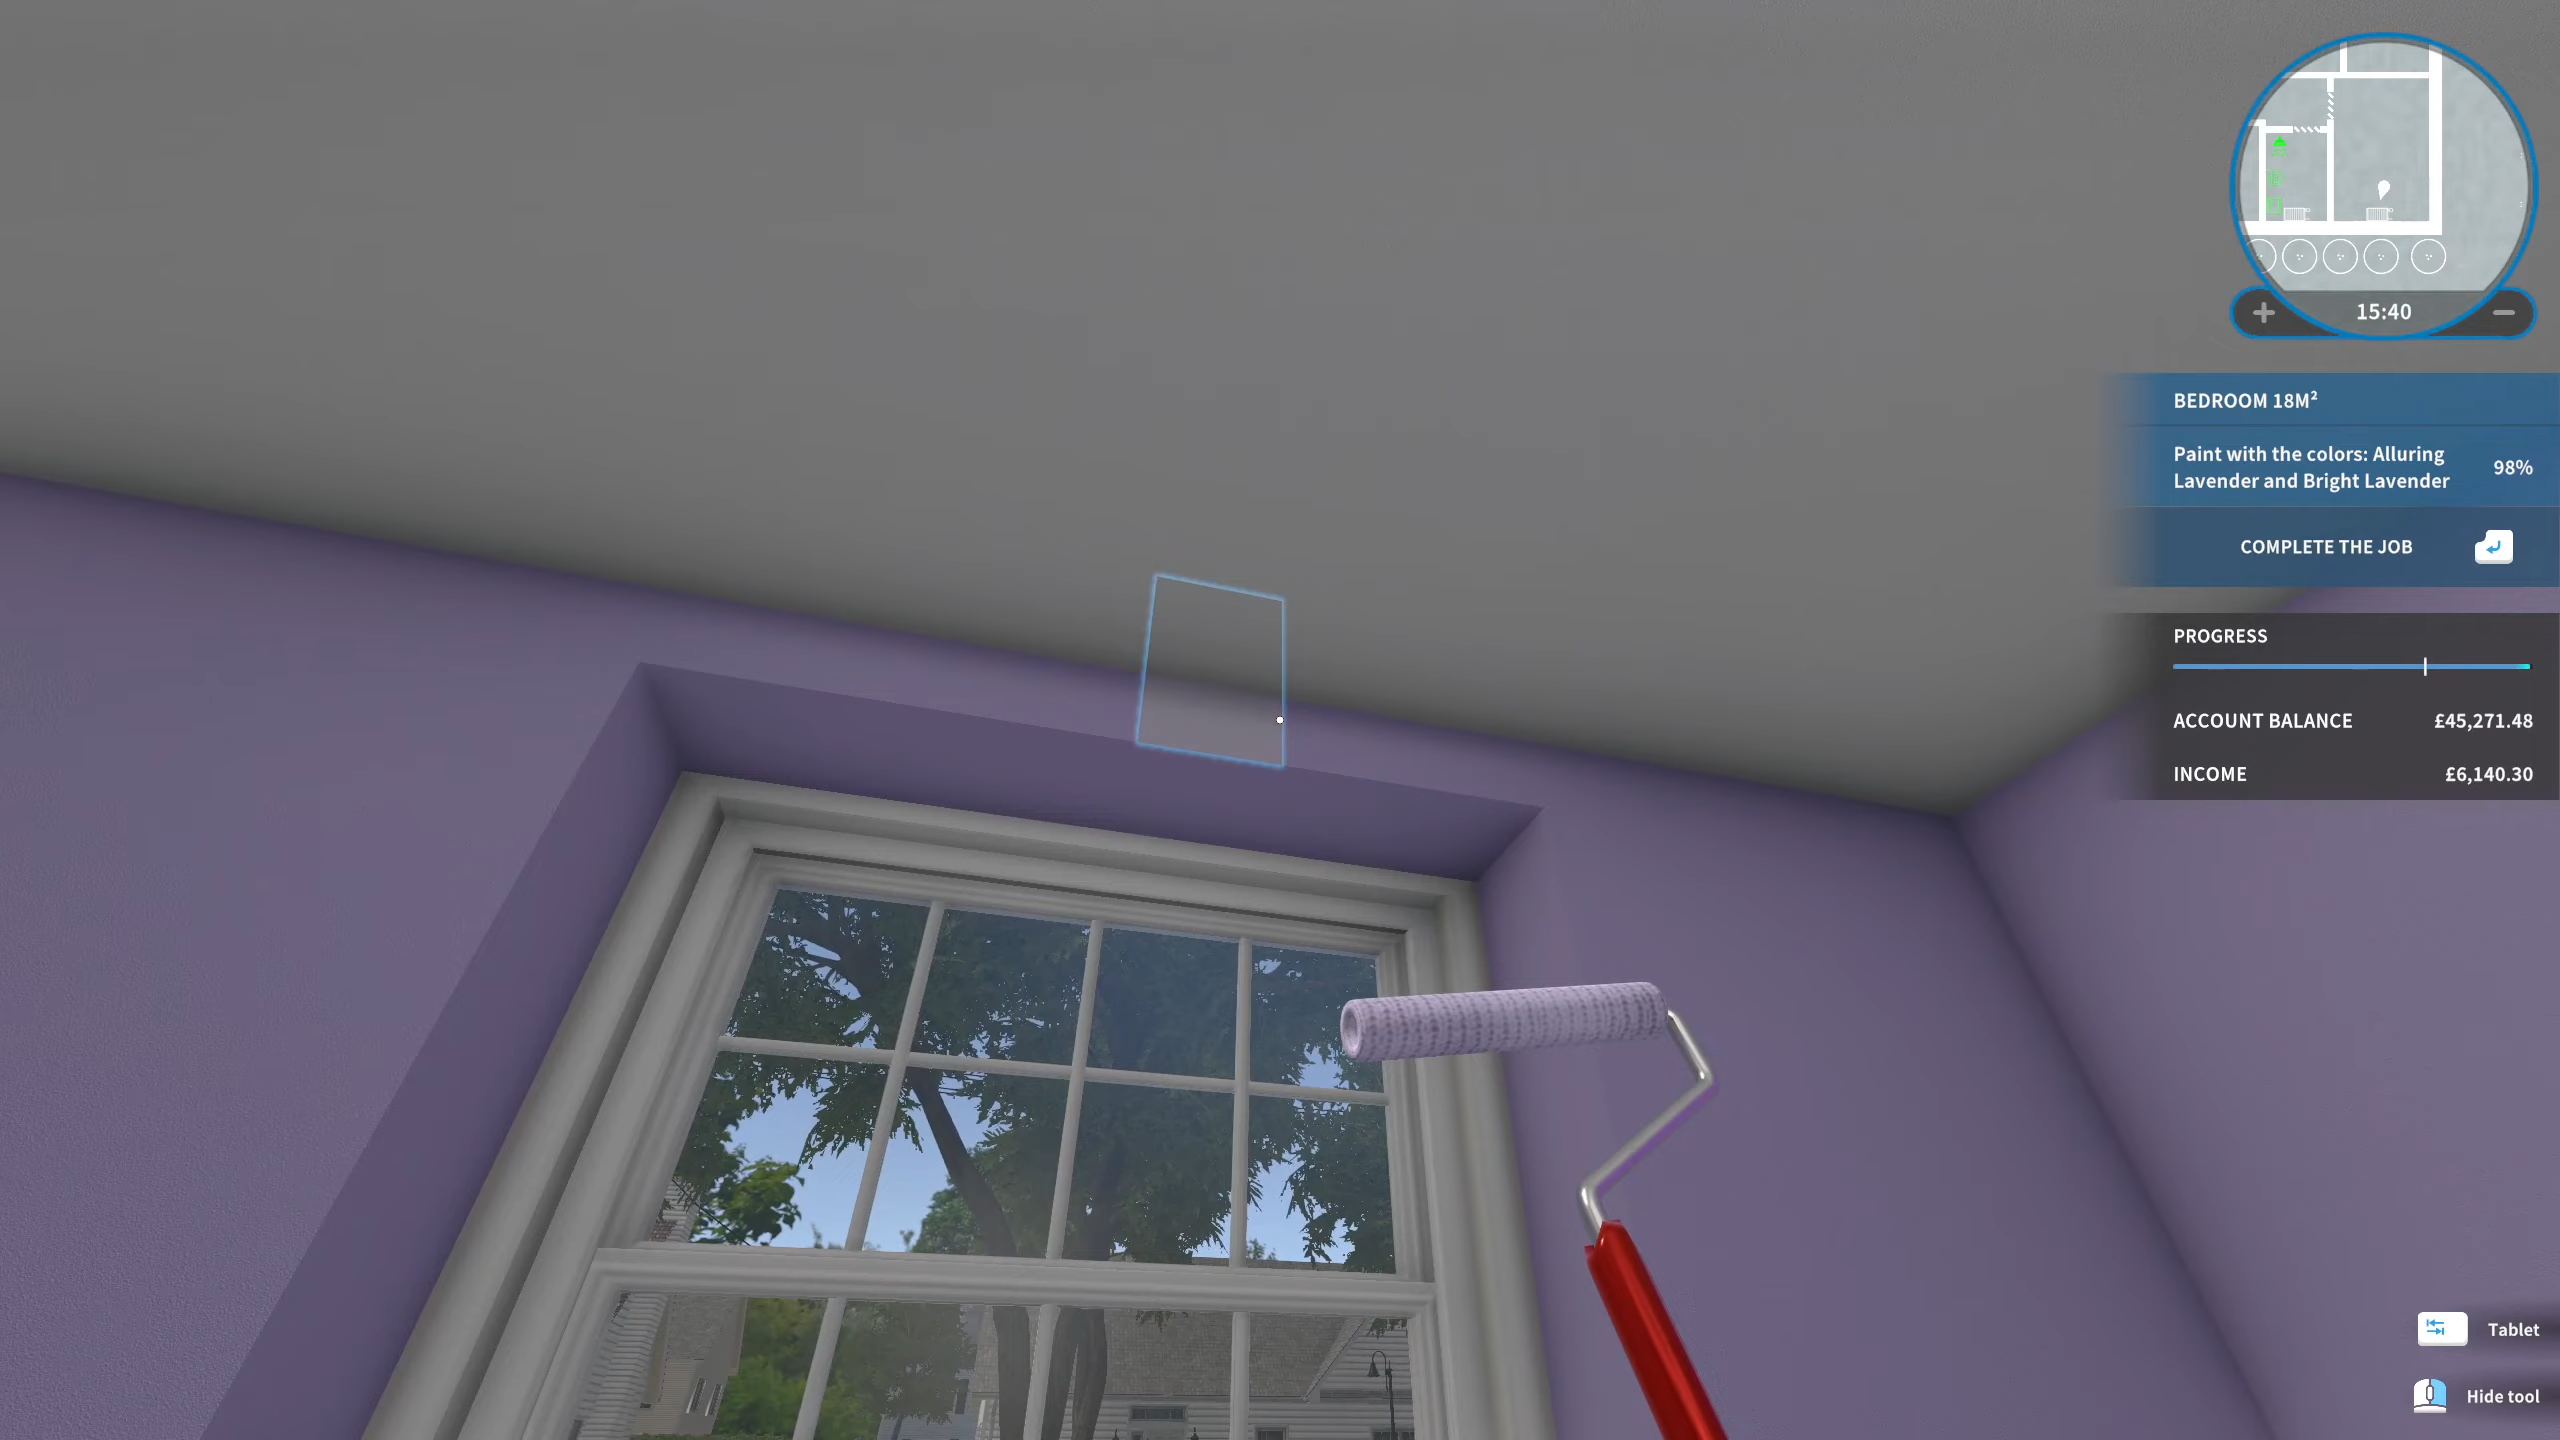 15:40
BEDROOM 18M²
Paint with the colors: Alluring
Lavender and Bright Lavender
98%
COMPLETE THE JOB
PROGRESS
ACCOUNT BALANCE £45,271.48
INCOME £6,140.30
Tablet
Hide tool